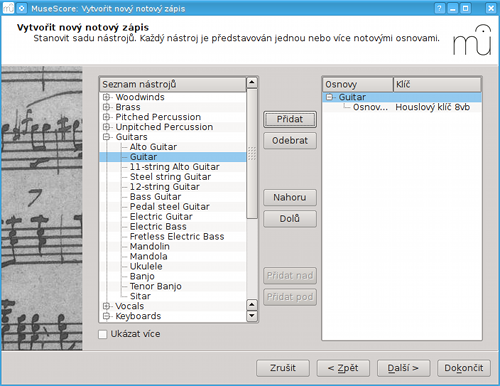 MuseScore: Vytvořit nový notový zápis
Vytvořit nový notový zápis
Stanovit sadu nástrojů. Každý nástroj je představován jednou nebo více notovými osnovami.
mů
7
Seznam nástrojů
Woodwinds
Brass
Pitched Percussion
Unpitched Percussion
Guitars
Alto Guitar
Guitar
11-string Alto Guitar
Steel string Guitar
12-string Guitar
Bass Guitar
Pedal steel Guitar
Electric Guitar
Electric Bass
Fretless Electric Bass
Mandolin
Mandola
Ukulele
Banjo
Tenor Banjo
Sitar
Vocals
Keyboards
Ukázat více
Přidat
Odebrat
Nahoru
Dolů
Přidat nad
Přidat pod
Osnovy Klíč
Guitar
Osnov... Houslový klíč 8vb
Zrušit < Zpět Další > Dokončit